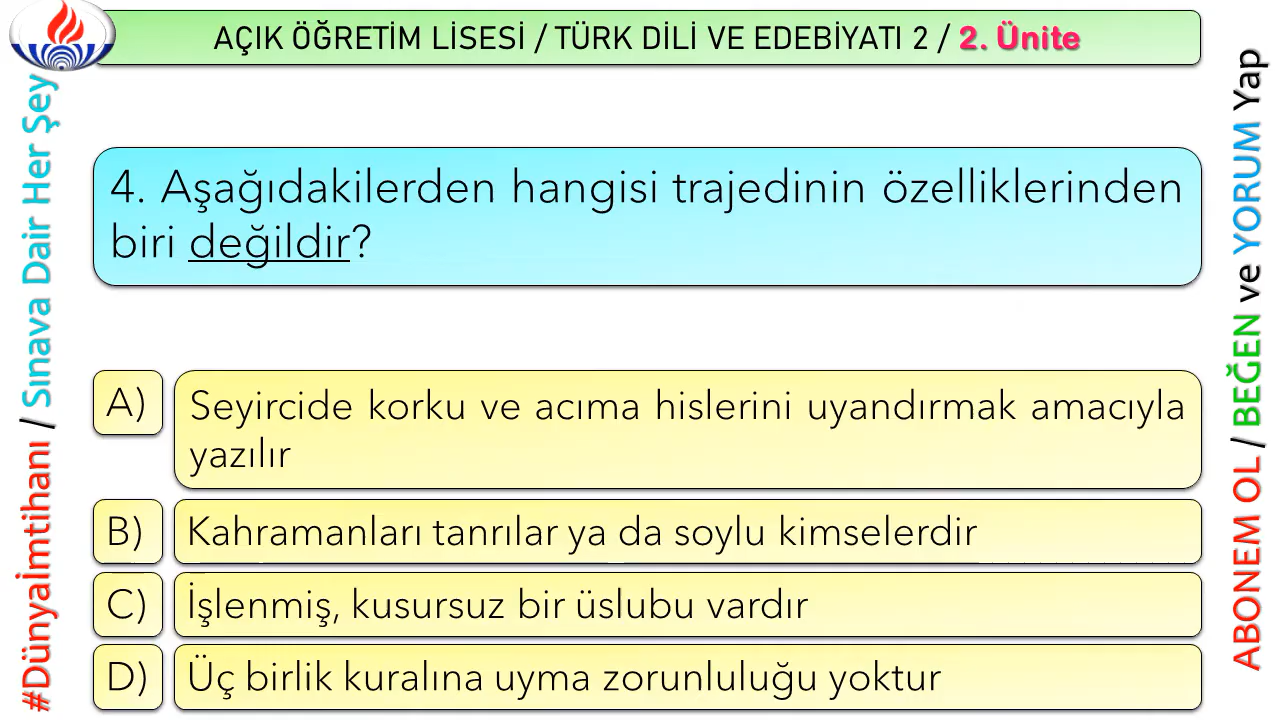 AÇIK ÖĞRETİM LİSESİ / TÜRK DİLİ VE EDEBİYATI 2 / 2. Ünite
#Dünyaİmtihanı / Sınava Dair Her Şey
4. Aşağıdakilerden hangisi trajedinin özelliklerinden
biri değildir?
A) Seyircide korku ve acıma hislerini uyandırmak amacıyla
yazılır
B) Kahramanları tanrılar ya da soylu kimselerdir
C) İşlenmiş, kusursuz bir üslubu vardır
D) Üç birlik kuralına uyma zorunluluğu yoktur
ABONEM OL / BEĞEN ve YORUM Yap